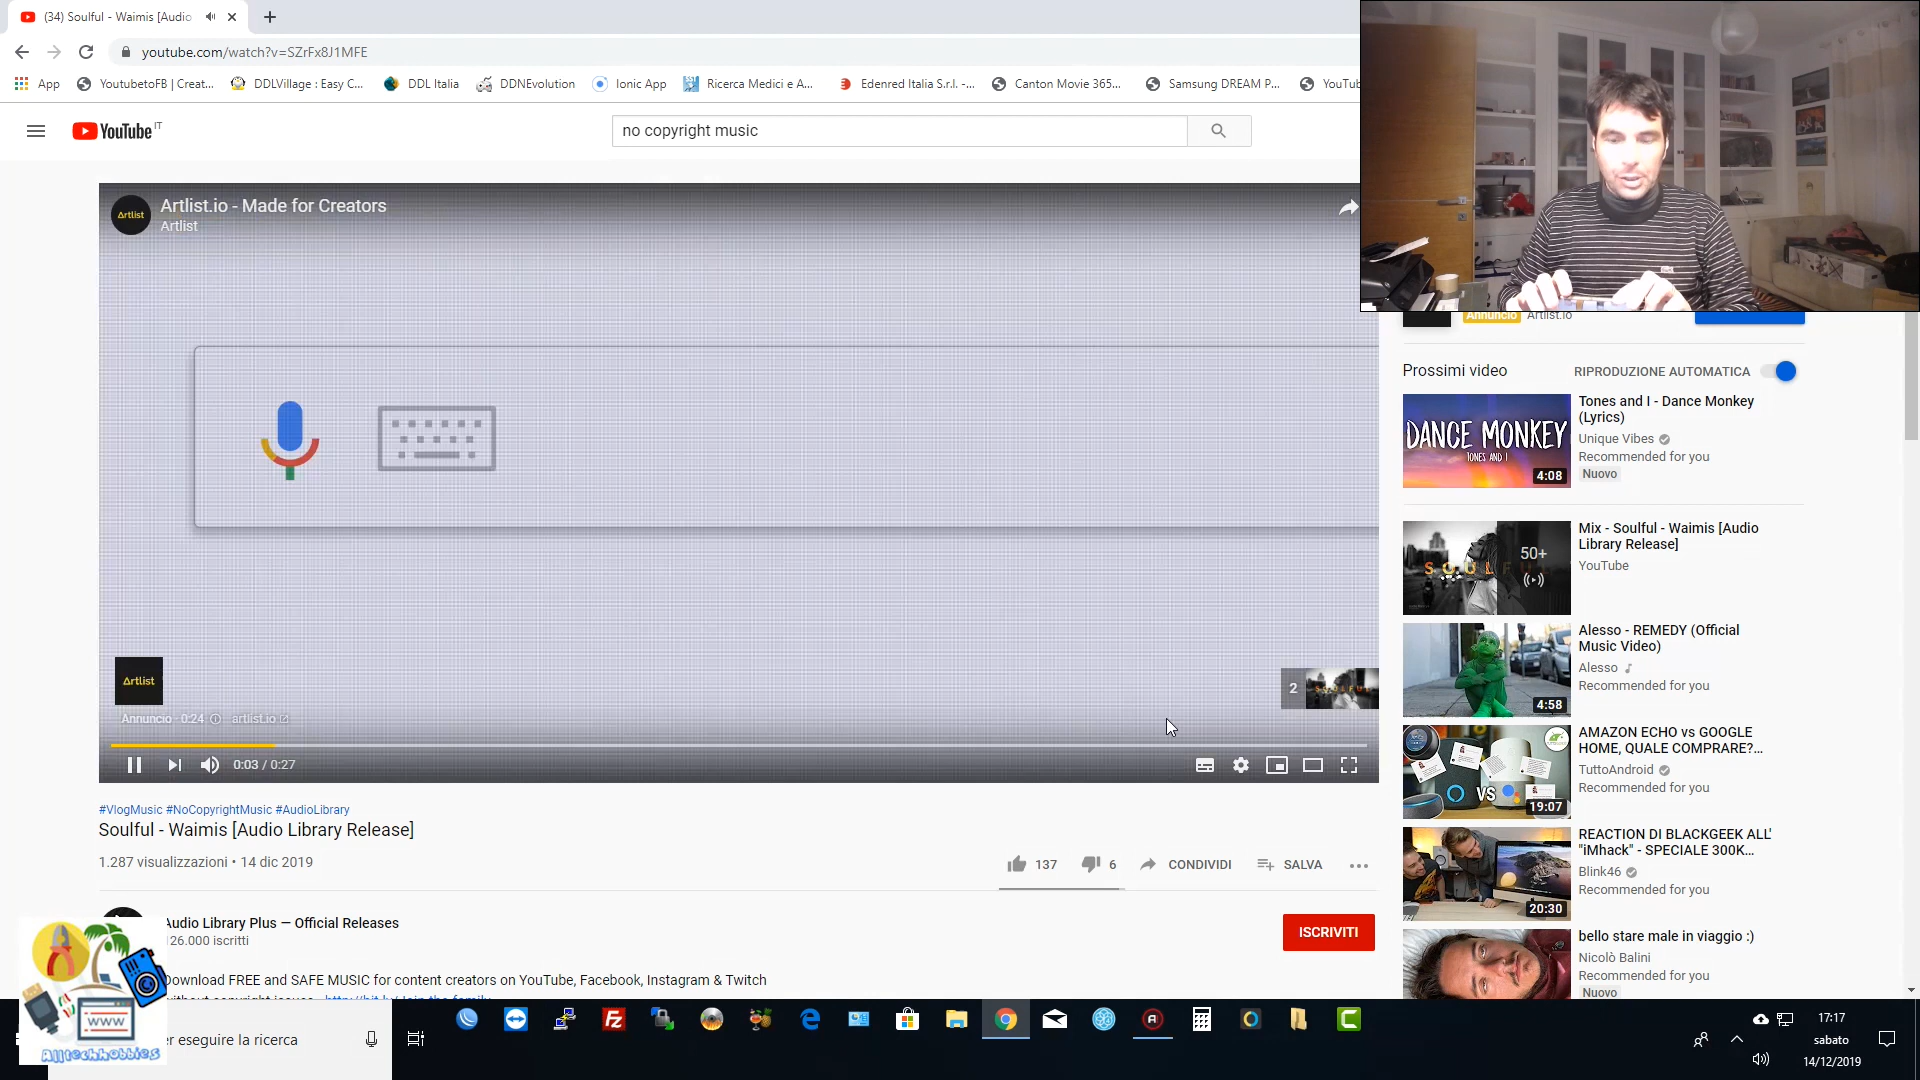 (34) Soulful - Waimis [Audio
youtube.com/watch?v=SZrFx8J1MFE
App YoutubetoFB | Creat... DDLVillage : Easy C... DDL Italia DDNEvolution Ionic App Ricerca Medici e A... Edenred Italia S.r.l. -... Canton Movie 365... Samsung DREAM P... YouTu
YouTube IT
no copyright music
Artlist
Artlist.io - Made for Creators
Artlist
Artlist
Annuncio · 0:24 artlist.io
2
SOULFUL
0:03 / 0:27
#VlogMusic #NoCopyrightMusic #AudioLibrary
Soulful - Waimis [Audio Library Release]
1.287 visualizzazioni • 14 dic 2019
137 6 CONDIVIDI SALVA
Audio Library Plus — Official Releases
126.000 iscritti
ISCRIVITI
Download FREE and SAFE MUSIC for content creators on YouTube, Facebook, Instagram & Twitch
Annuncio Artlist.io
Prossimi video
RIPRODUZIONE AUTOMATICA
DANCE MONKEY
TONES AND I
4:08
Tones and I - Dance Monkey
(Lyrics)
Unique Vibes
Recommended for you
Nuovo
SOULFUL
50+
Mix - Soulful - Waimis [Audio
Library Release]
YouTube
4:58
Alesso - REMEDY (Official
Music Video)
Alesso
Recommended for you
VS
19:07
AMAZON ECHO vs GOOGLE
HOME, QUALE COMPRARE?...
TuttoAndroid
Recommended for you
20:30
REACTION DI BLACKGEEK ALL'
"iMhack" - SPECIALE 300K...
Blink46
Recommended for you
bello stare male in viaggio :)
Nicolò Balini
Recommended for you
Nuovo
WWW
Alltechhobbies
er eseguire la ricerca
17:17
sabato
14/12/2019